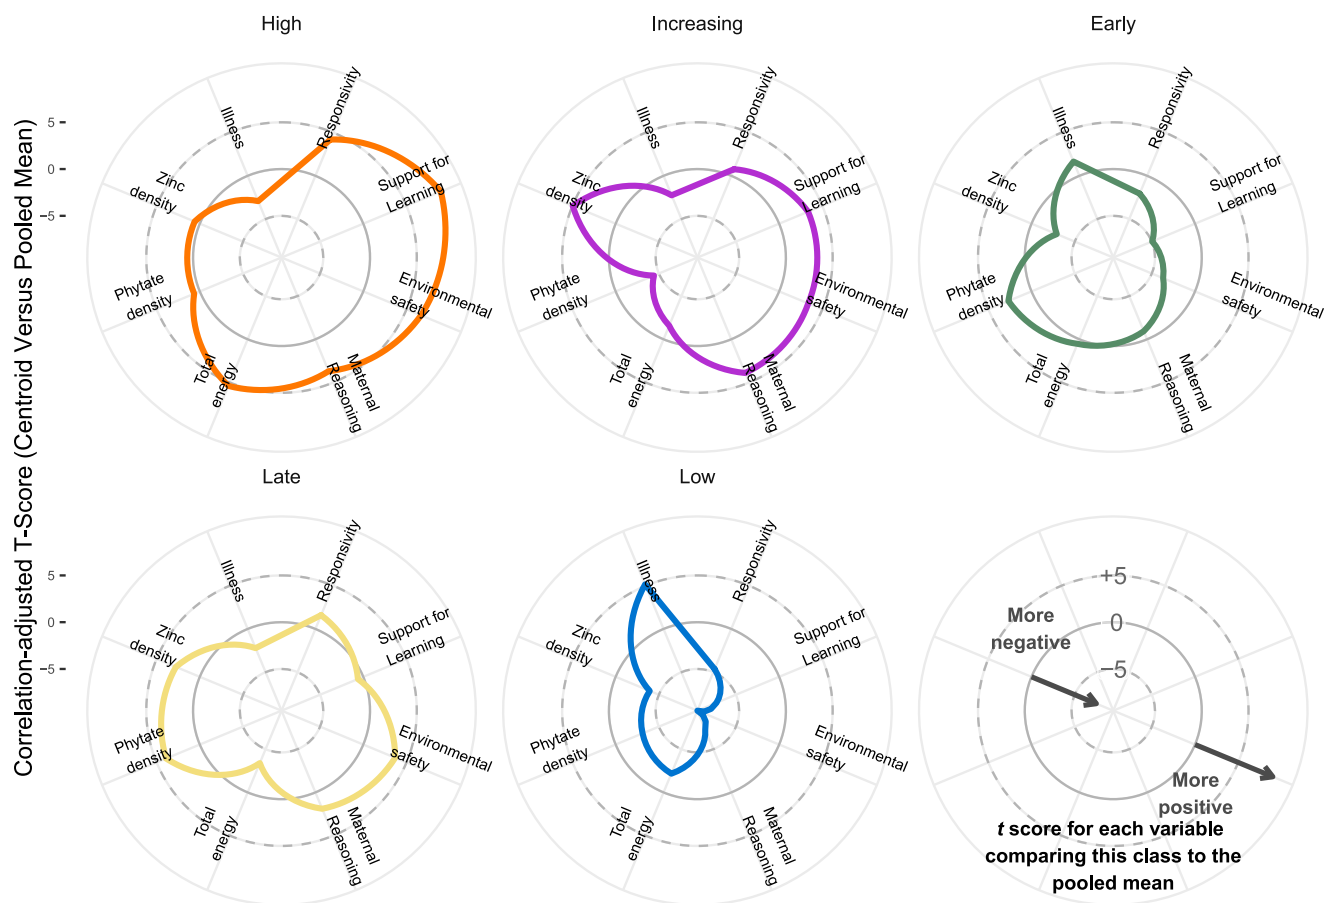 Correlation-adjusted T-Score (Centroid Versus Pooled Mean)
High
5
0
−5
Responsivity
Support for
Learning
Environmental
safety
Maternal
Reasoning
Total
energy
Phytate
density
Zinc
density
Illness
Increasing
Responsivity
Support for
Learning
Environmental
safety
Maternal
Reasoning
Total
energy
Phytate
density
Zinc
density
Illness
Early
Responsivity
Support for
Learning
Environmental
safety
Maternal
Reasoning
Total
energy
Phytate
density
Zinc
density
Illness
Late
5
0
−5
Responsivity
Support for
Learning
Environmental
safety
Maternal
Reasoning
Total
energy
Phytate
density
Zinc
density
Illness
Low
Responsivity
Support for
Learning
Environmental
safety
Maternal
Reasoning
Total
energy
Phytate
density
Zinc
density
Illness
+5
0
−5
More
negative
More
positive
t score for each variable
comparing this class to the
pooled mean